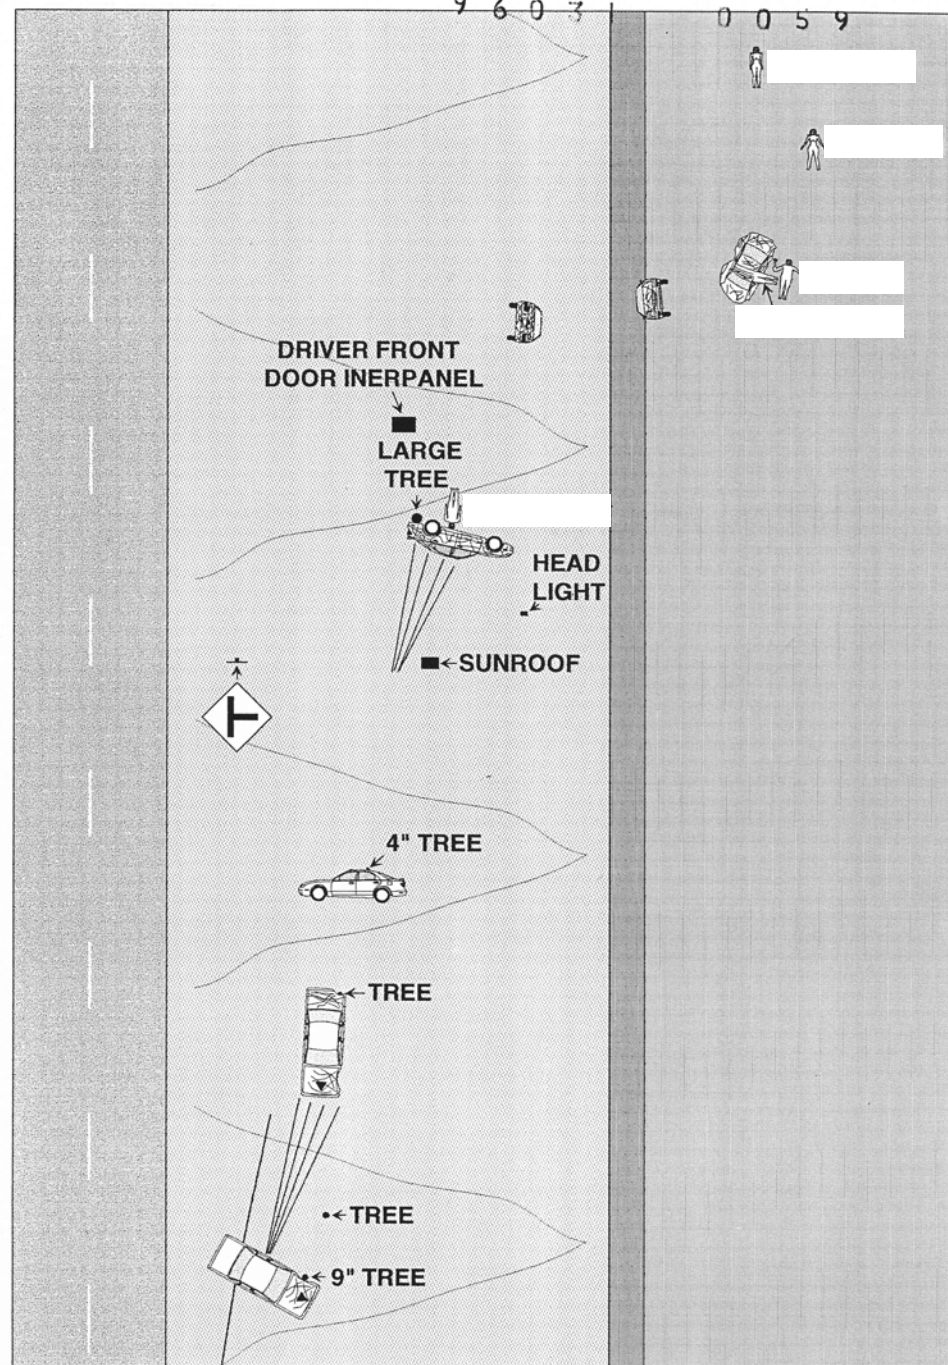 9 6 0 3
0 0 5 9
DRIVER FRONT
DOOR INERPANEL
LARGE
TREE
HEAD
LIGHT
SUNROOF
4" TREE
TREE
TREE
9" TREE